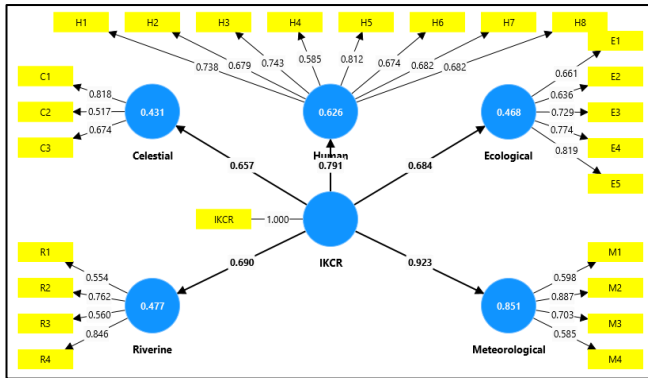 H1 H2 H3 H4 H5 H6 H7 H8
0.738 0.679 0.743 0.585 0.812 0.674 0.682 0.682
C1
C2
C3
0.818
0.517
0.674
0.431
Celestial
0.626
Human
0.468
Ecological
0.661
0.636
0.729
0.774
0.819
E1
E2
E3
E4
E5
0.657
0.791
0.684
IKCR
1.000
IKCR
0.690
0.923
R1
R2
R3
R4
0.554
0.762
0.560
0.846
0.477
Riverine
0.851
Meteorological
0.598
0.887
0.703
0.585
M1
M2
M3
M4